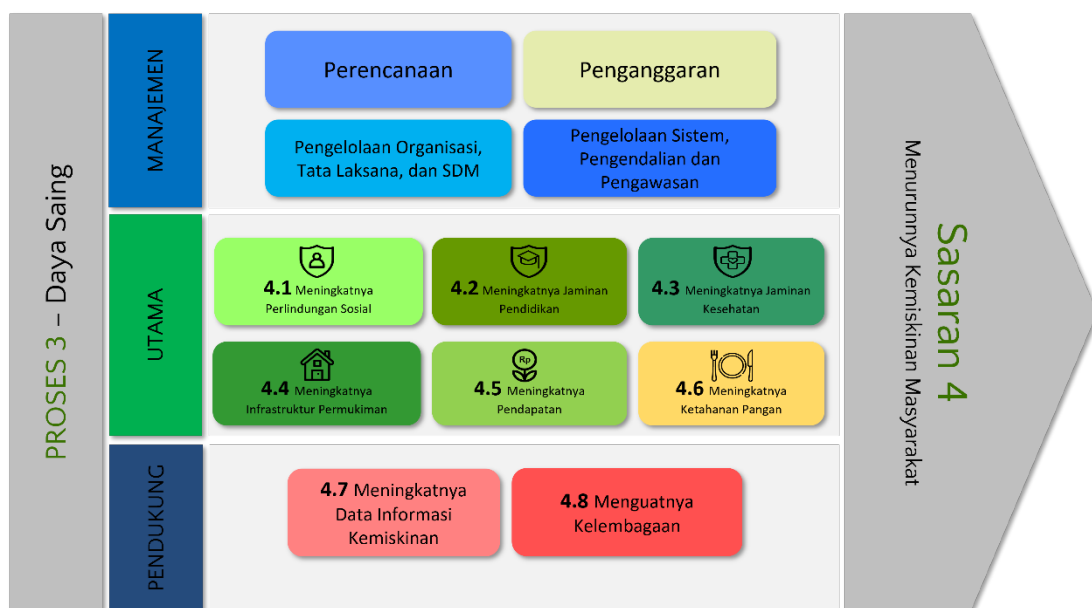 PROSES 3 – Daya Saing
MANAJEMEN
Perencanaan
Penganggaran
Pengelolaan Organisasi,
Tata Laksana, dan SDM
Pengelolaan Sistem,
Pengendalian dan
Pengawasan
UTAMA
4.1 Meningkatnya
Perlindungan Sosial
4.2 Meningkatnya Jaminan
Pendidikan
4.3 Meningkatnya Jaminan
Kesehatan
4.4 Meningkatnya
Infrastruktur Permukiman
Rp
4.5 Meningkatnya
Pendapatan
4.6 Meningkatnya
Ketahanan Pangan
PENDUKUNG
4.7 Meningkatnya
Data Informasi
Kemiskinan
4.8 Menguatnya
Kelembagaan
Sasaran 4
Menurunnya Kemiskinan Masyarakat